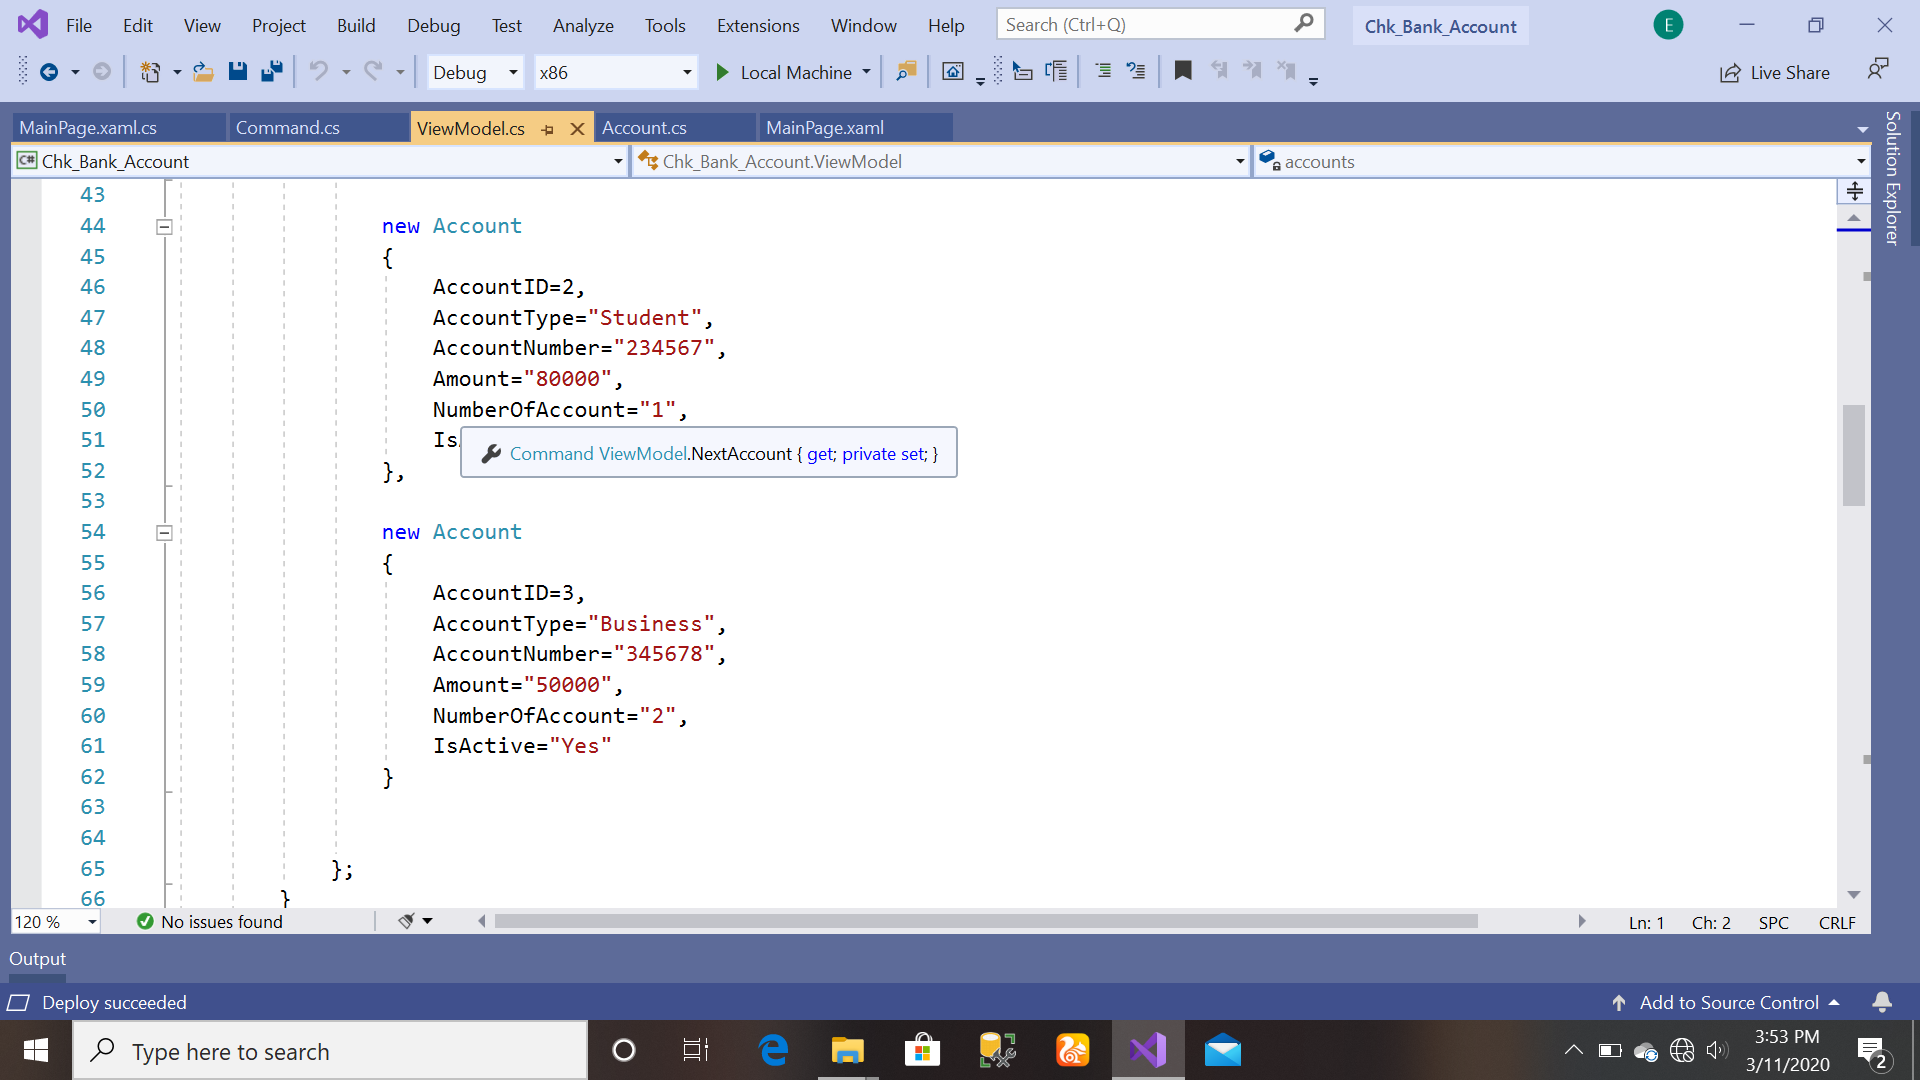 File Edit View Project Build Debug Test Analyze Tools Extensions Window Help Search (Ctrl+Q) Chk_Bank_Account E
Debug x86 Local Machine Live Share
MainPage.xaml.cs Command.cs ViewModel.cs Account.cs MainPage.xaml
C# Chk_Bank_Account Chk_Bank_Account.ViewModel accounts
Solution Explorer
43
44 new Account
45 {
46 AccountID=2,
47 AccountType="Student",
48 AccountNumber="234567",
49 Amount="80000",
50 NumberOfAccount="1",
51 Is
Command ViewModel.NextAccount { get; private set; }
52 },
53
54 new Account
55 {
56 AccountID=3,
57 AccountType="Business",
58 AccountNumber="345678",
59 Amount="50000",
60 NumberOfAccount="2",
61 IsActive="Yes"
62 }
63
64
65 };
66 }
120 % No issues found Ln: 1 Ch: 2 SPC CRLF
Output
Deploy succeeded Add to Source Control
Type here to search
3:53 PM
3/11/2020
2